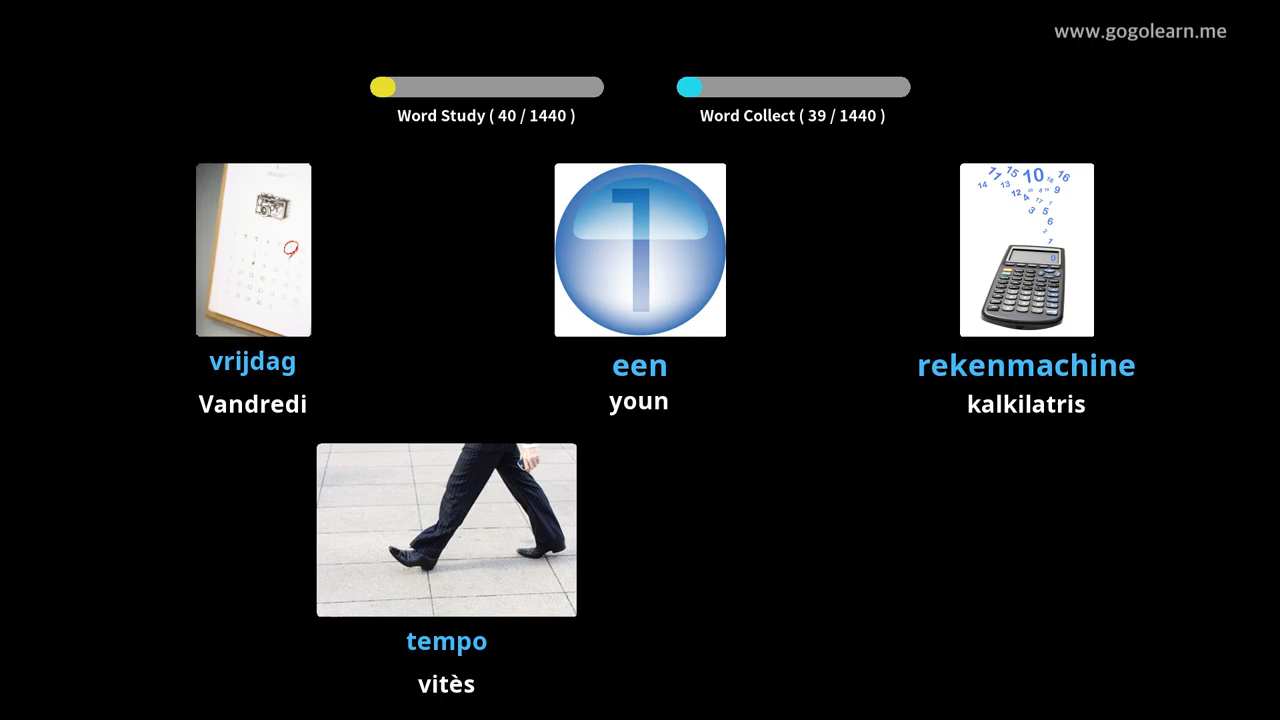 www.gogolearn.me
Word Study ( 40 / 1440 )
Word Collect ( 39 / 1440 )
vrijdag
Vandredi
een
youn
rekenmachine
kalkilatris
tempo
vitès